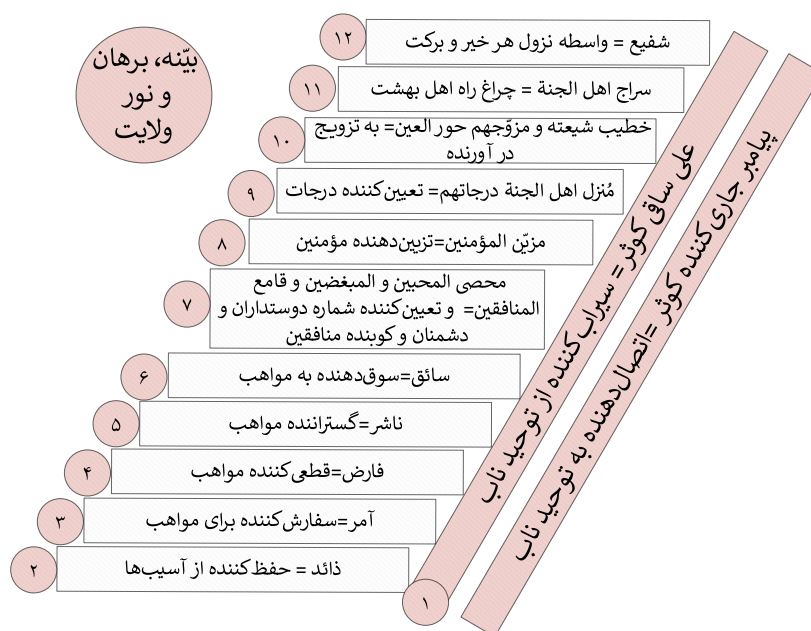 بیّنه، برهان
و نور
ولایت
۱۲
شفیع = واسطه نزول هر خیر و برکت
۱۱
سراج اهل الجنة = چراغ راه اهل بهشت
۱۰
خطیب شیعته و مزوّجهم حور العین= به تزویج
در آورنده
۹
مُنزل اهل الجنة درجاتهم= تعیین‌کننده درجات
۸
مزیّن المؤمنین=تزیین‌دهنده مؤمنین
۷
محصی المحبین و المبغضین و قامع
المنافقین= و تعیین‌کننده شماره دوستداران و
دشمنان و کوبنده منافقین
۶
سائق=سوق‌دهنده به مواهب
۵
ناشر=گستراننده مواهب
۴
فارض=قطعی‌کننده مواهب
۳
آمر=سفارش‌کننده برای مواهب
۲
ذائد = حفظ‌کننده از آسیب‌ها
۱
علی ساقی کوثر= سیراب‌کننده از توحید ناب
پیامبر جاری‌کننده کوثر =اتصال‌دهنده به توحید ناب